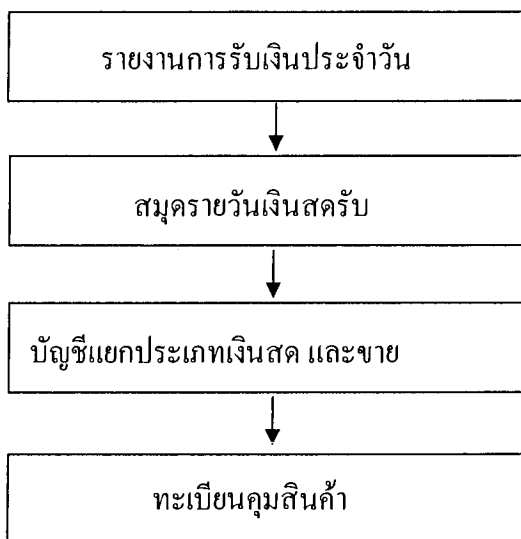 รายงานการรับเงินประจำวัน
สมุดรายวันเงินสดรับ
บัญชีแยกประเภทเงินสด และขาย
ทะเบียนคุมสินค้า